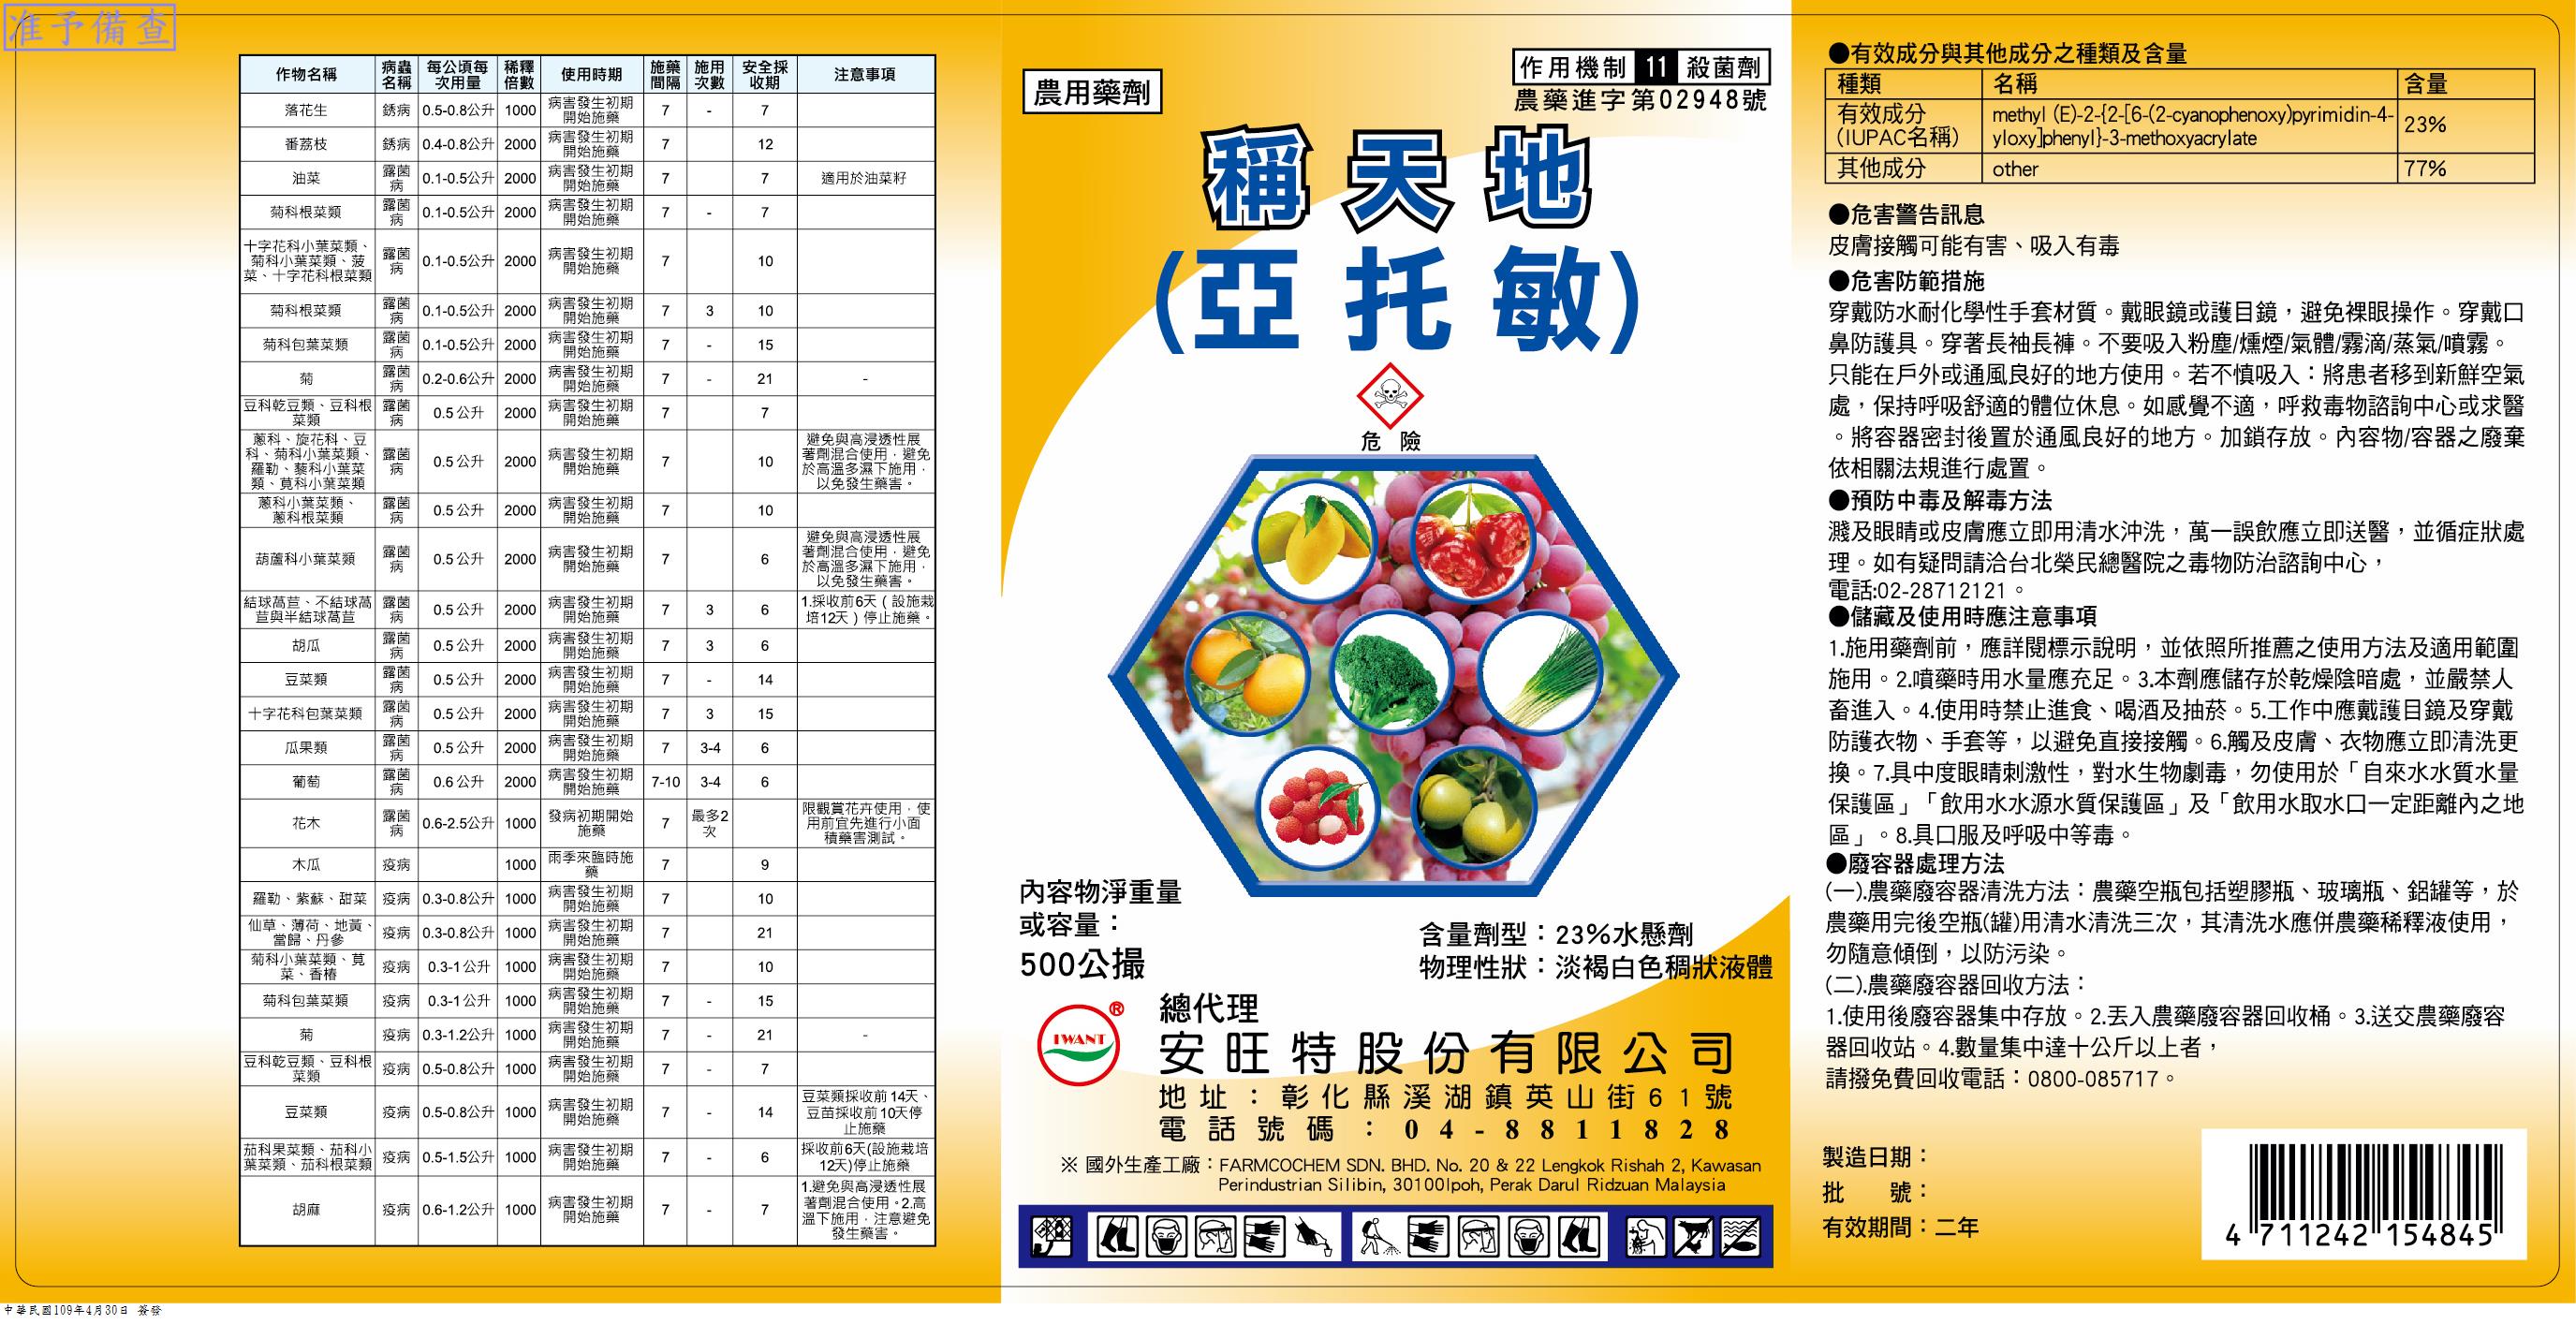 准予備查
作物名稱 病蟲名稱 每公頃每次用量 稀釋倍數 使用時期 施藥間隔 施用次數 安全採收期 注意事項
落花生 銹病 0.5-0.8公升 1000 病害發生初期開始施藥 7 - 7
番荔枝 銹病 0.4-0.8公升 2000 病害發生初期開始施藥 7 12
油菜 露菌病 0.1-0.5公升 2000 病害發生初期開始施藥 7 7 適用於油菜籽
菊科根菜類 露菌病 0.1-0.5公升 2000 病害發生初期開始施藥 7 - 7
十字花科小葉菜類、菊科小葉菜類、菠菜、十字花科根菜類 露菌病 0.1-0.5公升 2000 病害發生初期開始施藥 7 10
菊科根菜類 露菌病 0.1-0.5公升 2000 病害發生初期開始施藥 7 3 10
菊科包葉菜類 露菌病 0.1-0.5公升 2000 病害發生初期開始施藥 7 - 15
菊 露菌病 0.2-0.6公升 2000 病害發生初期開始施藥 7 - 21 -
豆科乾豆類、豆科根菜類 露菌病 0.5 公升 2000 病害發生初期開始施藥 7 7
蔥科、旋花科、豆科、菊科小葉菜類、羅勒、藜科小葉菜類、莧科小葉菜類 露菌病 0.5 公升 2000 病害發生初期開始施藥 7 10 避免與高浸透性展著劑混合使用，避免於高溫多濕下施用，以免發生藥害。
蔥科小葉菜類、蔥科根菜類 露菌病 0.5 公升 2000 病害發生初期開始施藥 7 10
葫蘆科小葉菜類 露菌病 0.5 公升 2000 病害發生初期開始施藥 7 6 避免與高浸透性展著劑混合使用，避免於高溫多濕下施用，以免發生藥害。
結球萵苣、不結球萵苣與半結球萵苣 露菌病 0.5 公升 2000 病害發生初期開始施藥 7 3 6 1.採收前6天（設施栽培12天）停止施藥。
胡瓜 露菌病 0.5 公升 2000 病害發生初期開始施藥 7 3 6
豆菜類 露菌病 0.5 公升 2000 病害發生初期開始施藥 7 - 14
十字花科包葉菜類 露菌病 0.5 公升 2000 病害發生初期開始施藥 7 3 15
瓜果類 露菌病 0.5 公升 2000 病害發生初期開始施藥 7 3-4 6
葡萄 露菌病 0.6 公升 2000 病害發生初期開始施藥 7-10 3-4 6
花木 露菌病 0.6-2.5公升 1000 發病初期開始施藥 7 最多2次 限觀賞花卉使用，使用前宜先進行小面積藥害測試。
木瓜 疫病 1000 雨季來臨時施藥 7 9
羅勒、紫蘇、甜菜 疫病 0.3-0.8公升 1000 病害發生初期開始施藥 7 10
仙草、薄荷、地黃、當歸、丹參 疫病 0.3-0.8公升 1000 病害發生初期開始施藥 7 21
菊科小葉菜類、莧菜、香椿 疫病 0.3-1 公升 1000 病害發生初期開始施藥 7 10
菊科包葉菜類 疫病 0.3-1 公升 1000 病害發生初期開始施藥 7 - 15
菊 疫病 0.3-1.2公升 1000 病害發生初期開始施藥 7 - 21 -
豆科乾豆類、豆科根菜類 疫病 0.5-0.8公升 1000 病害發生初期開始施藥 7 - 7
豆菜類 疫病 0.5-0.8公升 1000 病害發生初期開始施藥 7 - 14 豆菜類採收前14天、豆苗採收前10天停止施藥
茄科果菜類、茄科小葉菜類、茄科根菜類 疫病 0.5-1.5公升 1000 病害發生初期開始施藥 7 - 6 採收前6天(設施栽培12天)停止施藥
胡麻 疫病 0.6-1.2公升 1000 病害發生初期開始施藥 7 - 7 1.避免與高浸透性展著劑混合使用。2.高溫下施用，注意避免發生藥害。
中華民國109年4月30日 簽發
農用藥劑
作用機制 11 殺菌劑
農藥進字第02948號
稱天地
(亞托敏)
危 險
內容物淨重量
或容量：
500公撮
含量劑型：23%水懸劑
物理性狀：淡褐白色稠狀液體
IWANT ®
總代理
安旺特股份有限公司
地址：彰化縣溪湖鎮英山街61號
電話號碼：04-8811828
※ 國外生產工廠：FARMCOCHEM SDN. BHD. No. 20 & 22 Lengkok Rishah 2, Kawasan
Perindustrian Silibin, 30100Ipoh, Perak Darul Ridzuan Malaysia
●有效成分與其他成分之種類及含量
種類 名稱 含量
有效成分(IUPAC名稱) methyl (E)-2-{2-[6-(2-cyanophenoxy)pyrimidin-4-yloxy]phenyl}-3-methoxyacrylate 23%
其他成分 other 77%
●危害警告訊息
皮膚接觸可能有害、吸入有毒
●危害防範措施
穿戴防水耐化學性手套材質。戴眼鏡或護目鏡，避免裸眼操作。穿戴口
鼻防護具。穿著長袖長褲。不要吸入粉塵/燻煙/氣體/霧滴/蒸氣/噴霧。
只能在戶外或通風良好的地方使用。若不慎吸入：將患者移到新鮮空氣
處，保持呼吸舒適的體位休息。如感覺不適，呼救毒物諮詢中心或求醫
。將容器密封後置於通風良好的地方。加鎖存放。內容物/容器之廢棄
依相關法規進行處置。
●預防中毒及解毒方法
濺及眼睛或皮膚應立即用清水沖洗，萬一誤飲應立即送醫，並循症狀處
理。如有疑問請洽台北榮民總醫院之毒物防治諮詢中心，
電話:02-28712121。
●儲藏及使用時應注意事項
1.施用藥劑前，應詳閱標示說明，並依照所推薦之使用方法及適用範圍
施用。2.噴藥時用水量應充足。3.本劑應儲存於乾燥陰暗處，並嚴禁人
畜進入。4.使用時禁止進食、喝酒及抽菸。5.工作中應戴護目鏡及穿戴
防護衣物、手套等，以避免直接接觸。6.觸及皮膚、衣物應立即清洗更
換。7.具中度眼睛刺激性，對水生物劇毒，勿使用於「自來水水質水量
保護區」「飲用水水源水質保護區」及「飲用水取水口一定距離內之地
區」。8.具口服及呼吸中等毒。
●廢容器處理方法
(一).農藥廢容器清洗方法：農藥空瓶包括塑膠瓶、玻璃瓶、鋁罐等，於
農藥用完後空瓶(罐)用清水清洗三次，其清洗水應併農藥稀釋液使用，
勿隨意傾倒，以防污染。
(二).農藥廢容器回收方法：
1.使用後廢容器集中存放。2.丟入農藥廢容器回收桶。3.送交農藥廢容
器回收站。4.數量集中達十公斤以上者，
請撥免費回收電話：0800-085717。
製造日期：
批　　號：
有效期間：二年
4 711242 154845